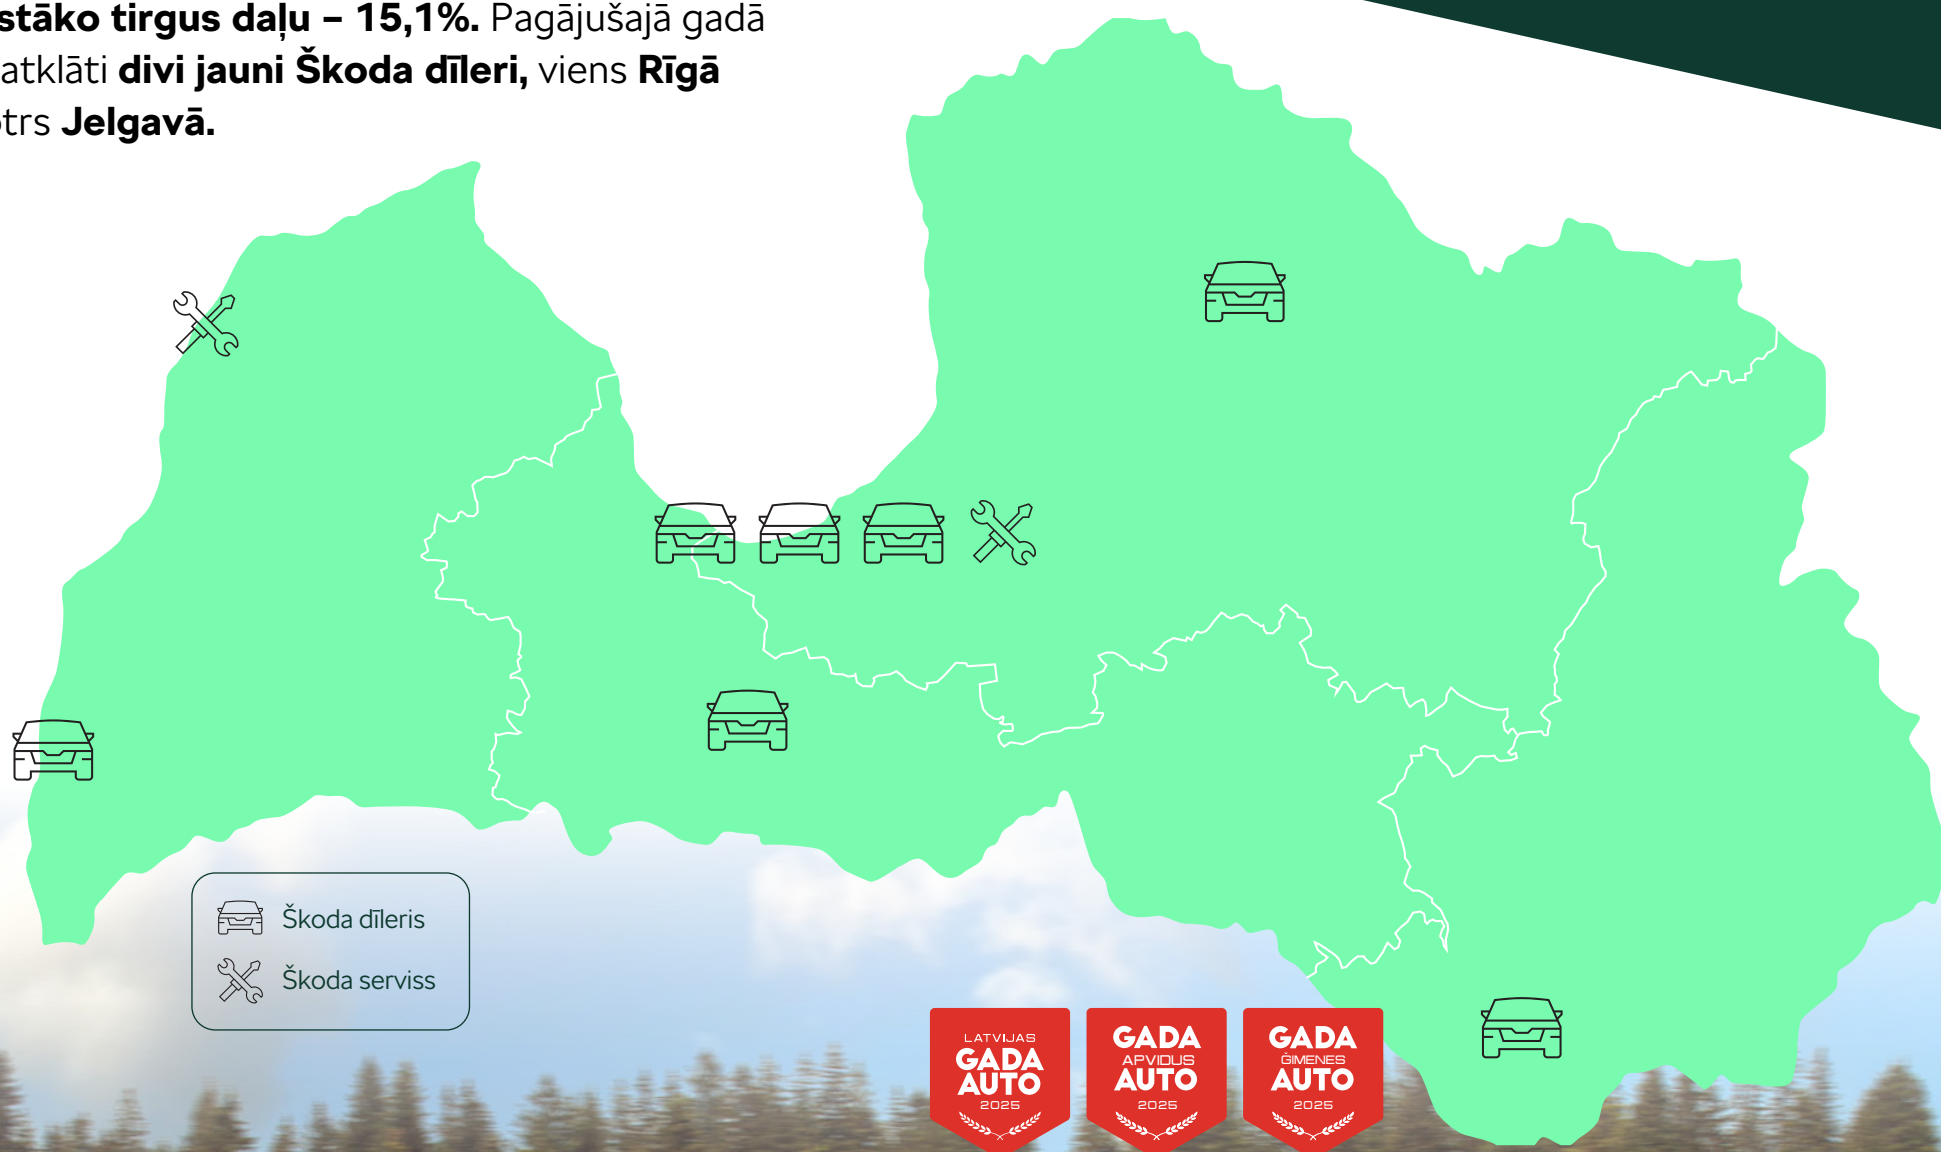 stāko tirgus daļu – 15,1%. Pagājušajā gadā
atklāti divi jauni Škoda dīleri, viens Rīgā
otrs Jelgavā.
Škoda dīleris
Škoda serviss
LATVIJAS
GADA
AUTO
2025
GADA
APVIDUS
AUTO
2025
GADA
ĢIMENES
AUTO
2025